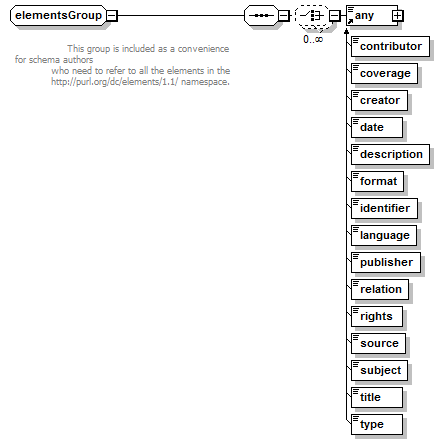 elementsGroup
any
0..∞
This group is included as a convenience
for schema authors
who need to refer to all the elements in the
http://purl.org/dc/elements/1.1/ namespace.
contributor
coverage
creator
date
description
format
identifier
language
publisher
relation
rights
source
subject
title
type